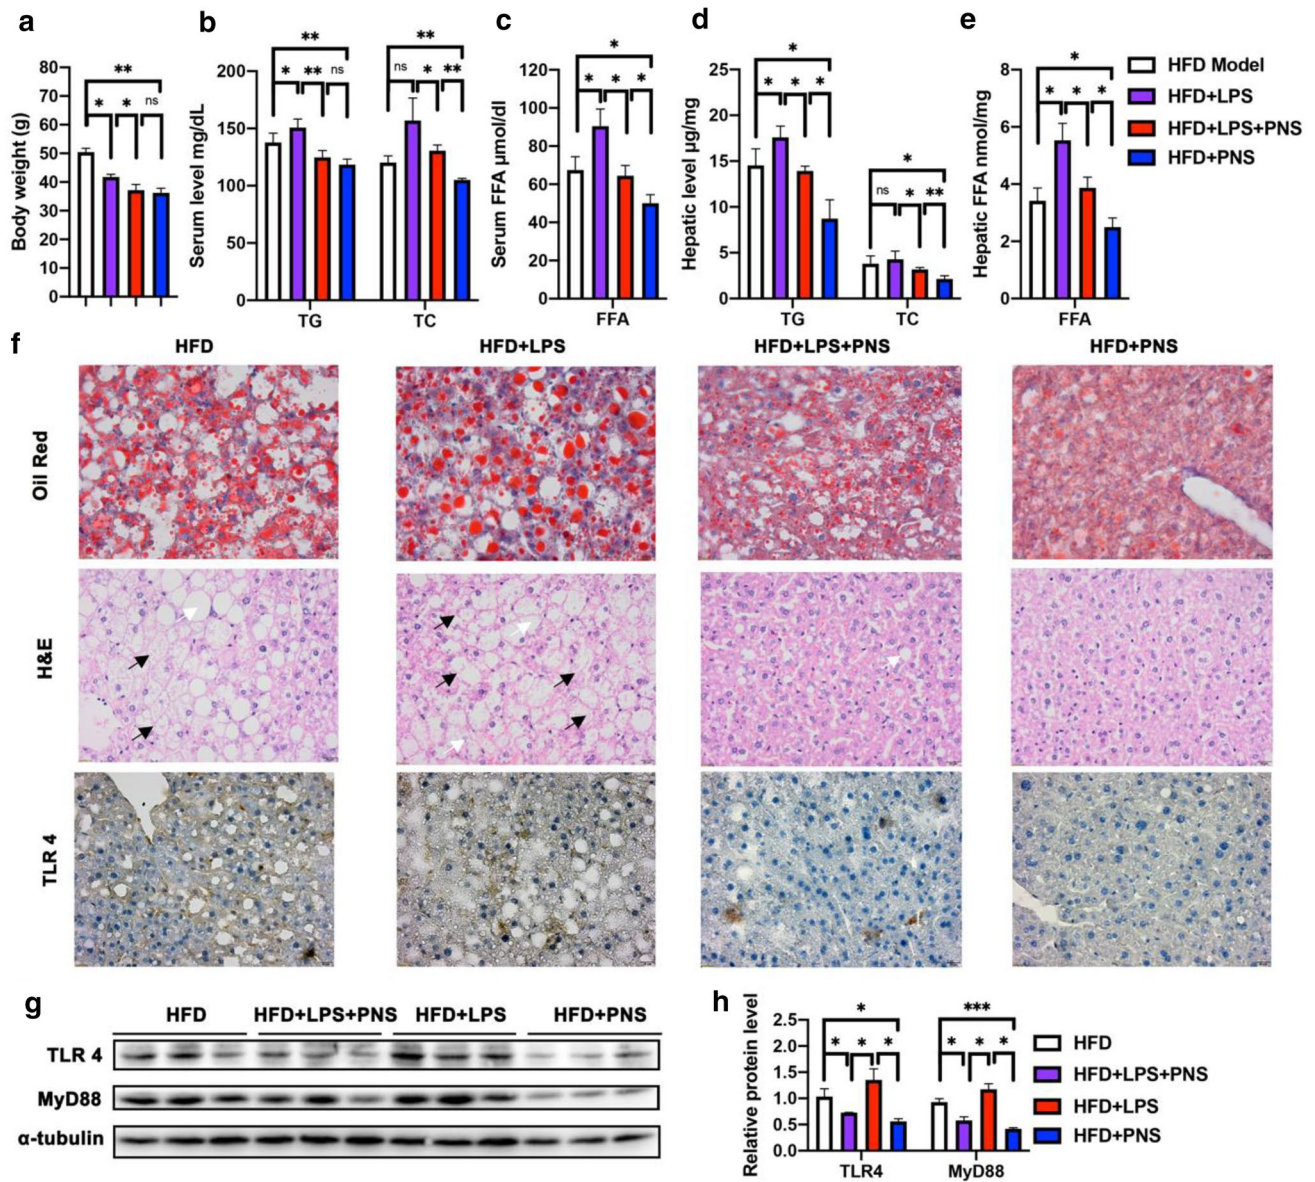 a
**
* * ns
Body weight (g)
80
70
60
50
40
30
20
10
0
b
** **
* ** ns ns * **
Serum level mg/dL
200
150
100
50
0
TG TC
c
*
* * *
Serum FFA µmol/dl
120
100
80
60
40
20
0
FFA
d
*
* * *
*
ns * **
Hepatic level µg/mg
25
20
15
10
5
0
TG TC
e
*
* * *
Hepatic FFA nmol/mg
8
6
4
2
0
FFA
HFD Model
HFD+LPS
HFD+LPS+PNS
HFD+PNS
f
HFD HFD+LPS HFD+LPS+PNS HFD+PNS
Oil Red
H&E
TLR 4
g
HFD HFD+LPS+PNS HFD+LPS HFD+PNS
TLR 4
MyD88
α-tubulin
h
* ***
* * * * * *
Relative protein level
2.5
2.0
1.5
1.0
0.5
0.0
TLR4 MyD88
HFD
HFD+LPS+PNS
HFD+LPS
HFD+PNS